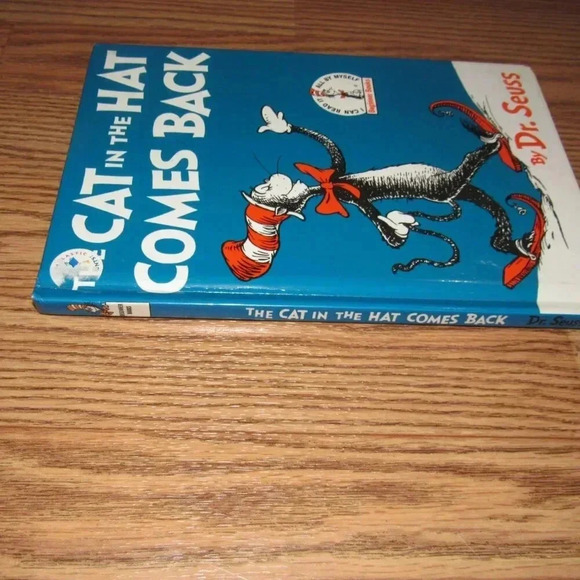 THE CAT IN THE HAT
COMES BACK
I CAN READ IT ALL BY MYSELF
Beginner Books
By Dr. Seuss
THE CAT IN THE HAT COMES BACK
Dr. Seuss